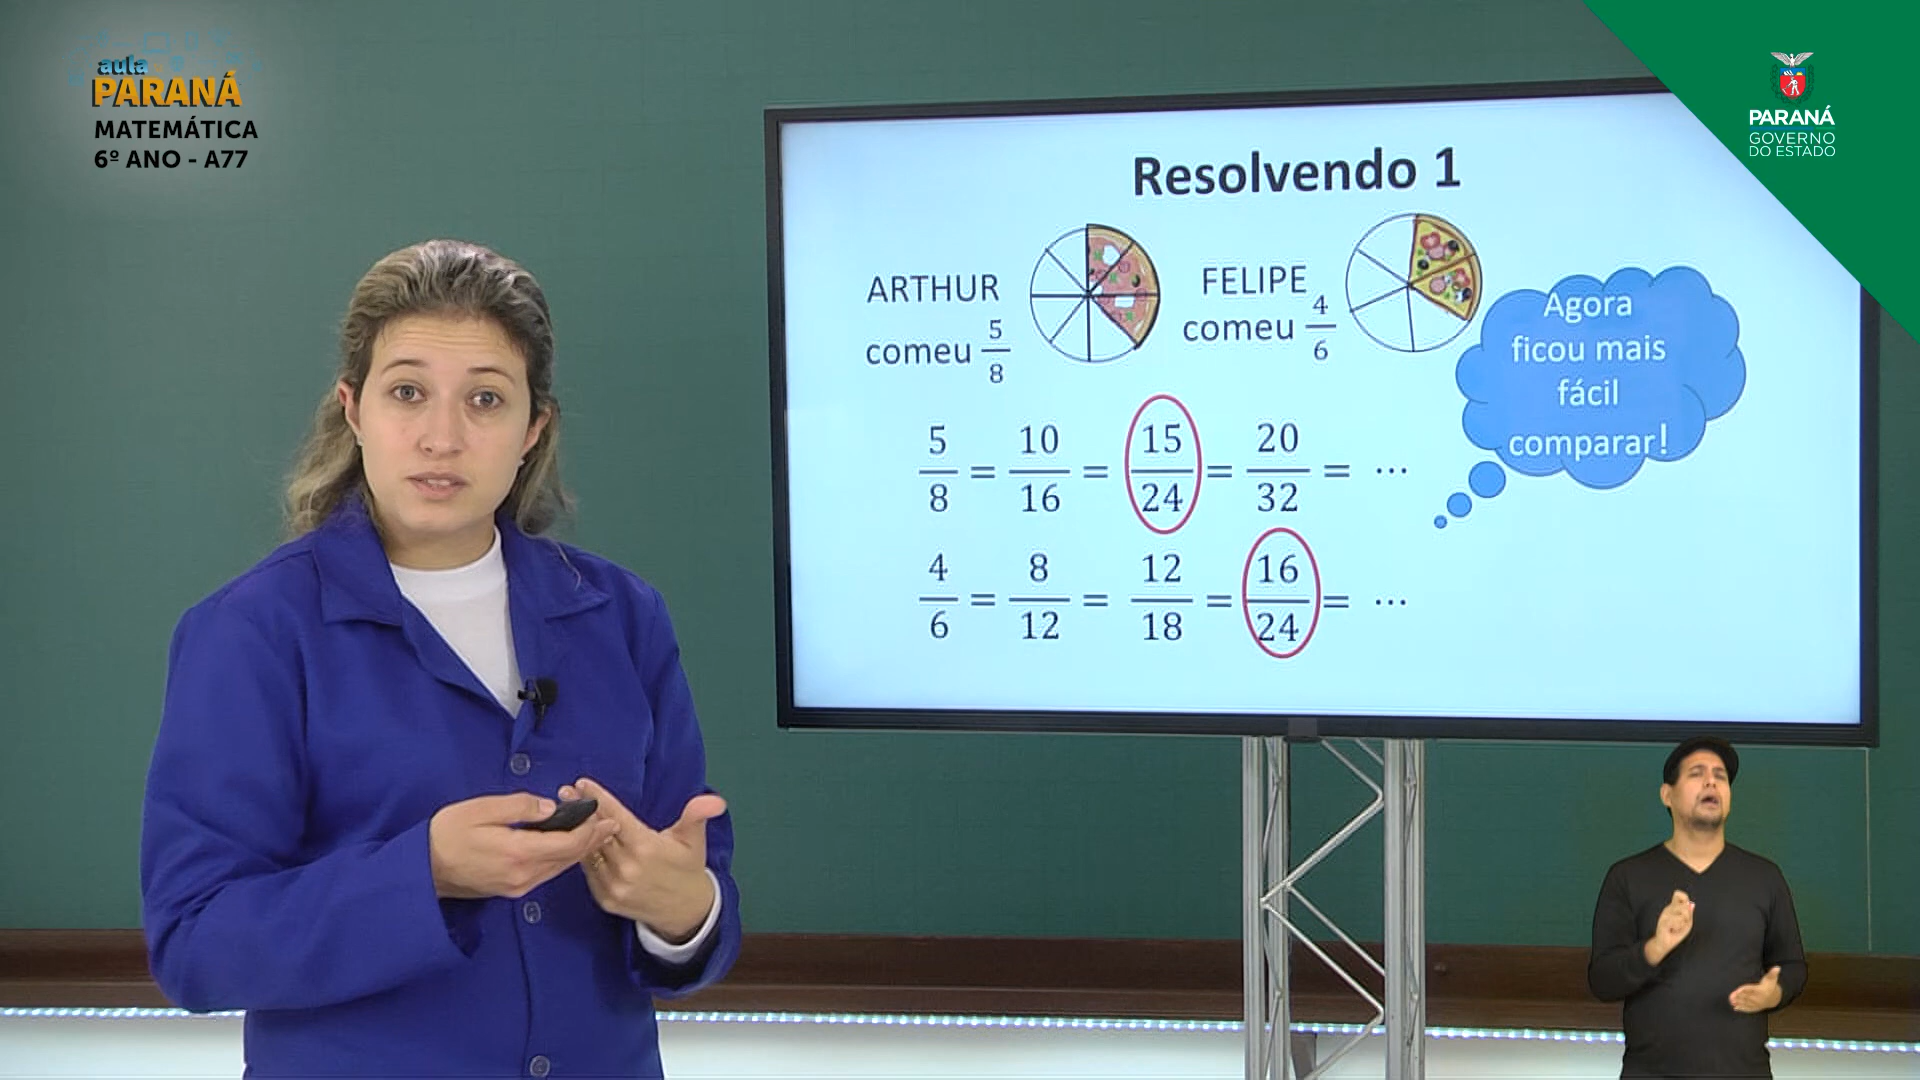 aula
PARANÁ
MATEMÁTICA
6º ANO - A77
PARANÁ
GOVERNO
DO ESTADO
Resolvendo 1
ARTHUR
comeu 5/8
FELIPE
comeu 4/6
Agora
ficou mais
fácil
comparar!
5/8 = 10/16 = 15/24 = 20/32 = ...
4/6 = 8/12 = 12/18 = 16/24 = ...